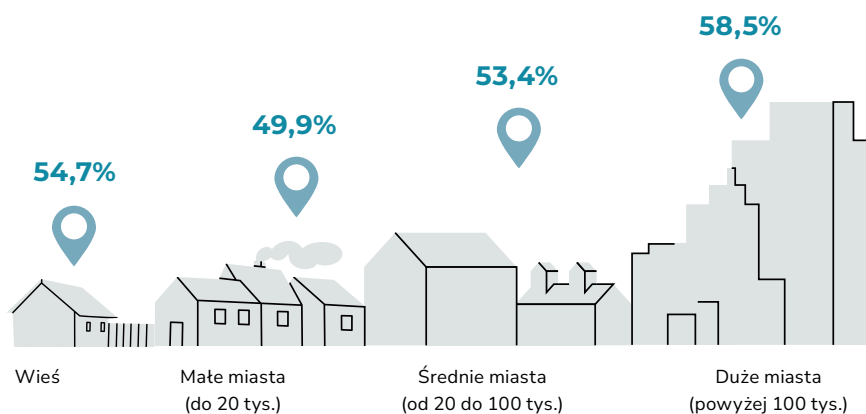 58,5%
53,4%
49,9%
54,7%
Wieś
Małe miasta
(do 20 tys.)
Średnie miasta
(od 20 do 100 tys.)
Duże miasta
(powyżej 100 tys.)